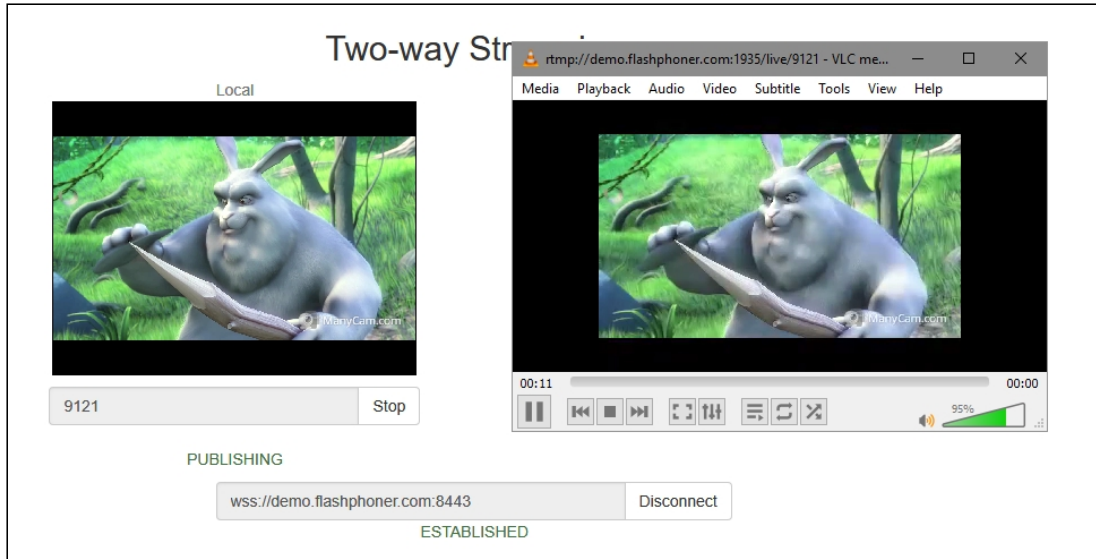 Two-way Str
Local
ManyCam.com
9121
Stop
PUBLISHING
wss://demo.flashphoner.com:8443
Disconnect
ESTABLISHED
rtmp://demo.flashphoner.com:1935/live/9121 - VLC me...
Media Playback Audio Video Subtitle Tools View Help
ManyCam.com
00:11
00:00
95%